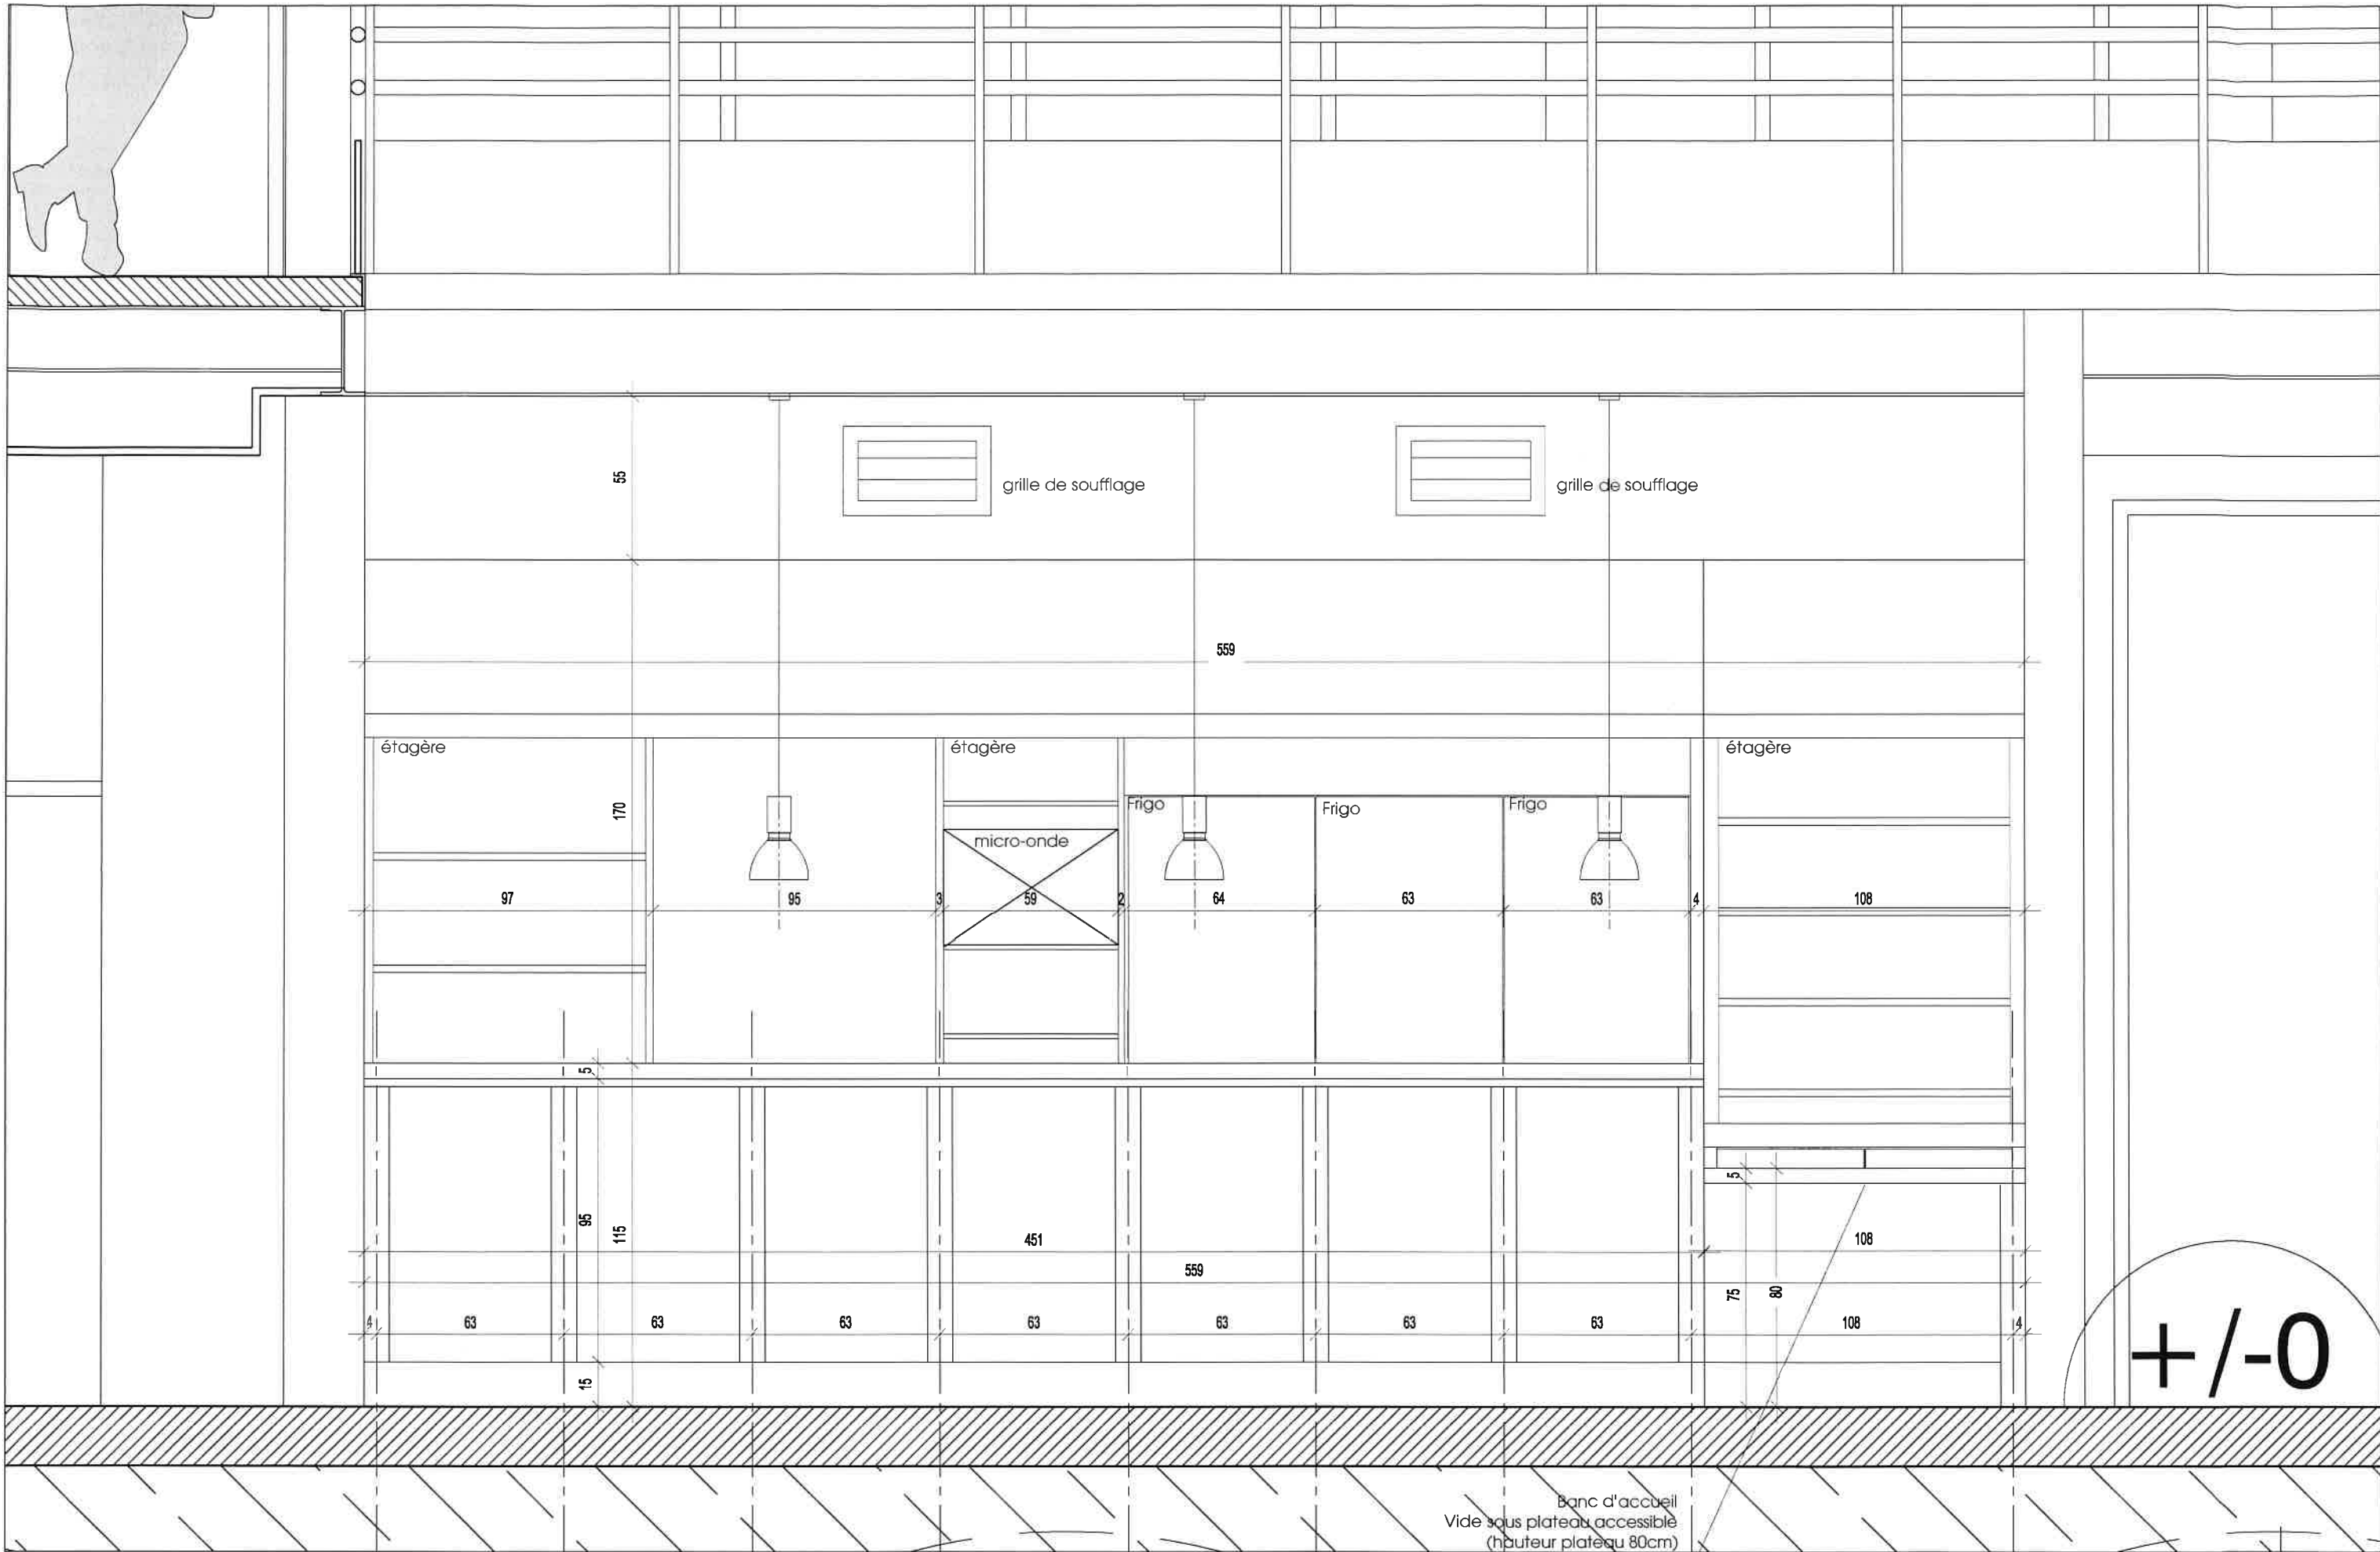 55
grille de soufflage
grille de soufflage
559
étagère
étagère
étagère
170
Frigo
Frigo
Frigo
micro-onde
97
95
3
59
2
64
63
63
4
108
5
5
95
115
451
108
559
75
80
4
63
63
63
63
63
63
63
108
4
+/-0
15
Banc d'accueil
Vide sous plateau accessible
(hauteur plateau 80cm)